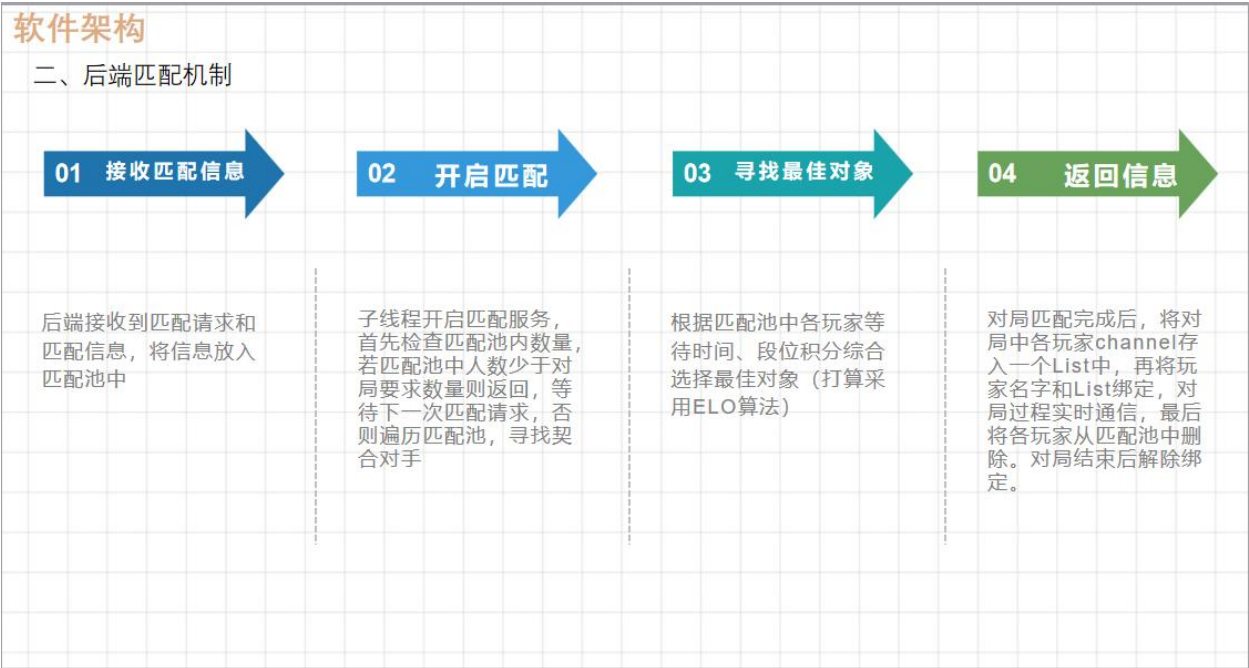 软件架构
二、后端匹配机制
01 接收匹配信息
02 开启匹配
03 寻找最佳对象
04 返回信息
后端接收到匹配请求和
匹配信息，将信息放入
匹配池中
子线程开启匹配服务，
首先检查匹配池内数量，
若匹配池中人数少于对
局要求数量则返回，等
待下一次匹配请求，否
则遍历匹配池，寻找契
合对手
根据匹配池中各玩家等
待时间、段位积分综合
选择最佳对象（打算采
用ELO算法）
对局匹配完成后，将对
局中各玩家channel存
入一个List中，再将玩
家名字和List绑定，对
局过程实时通信，最后
将各玩家从匹配池中删
除。对局结束后解除绑
定。